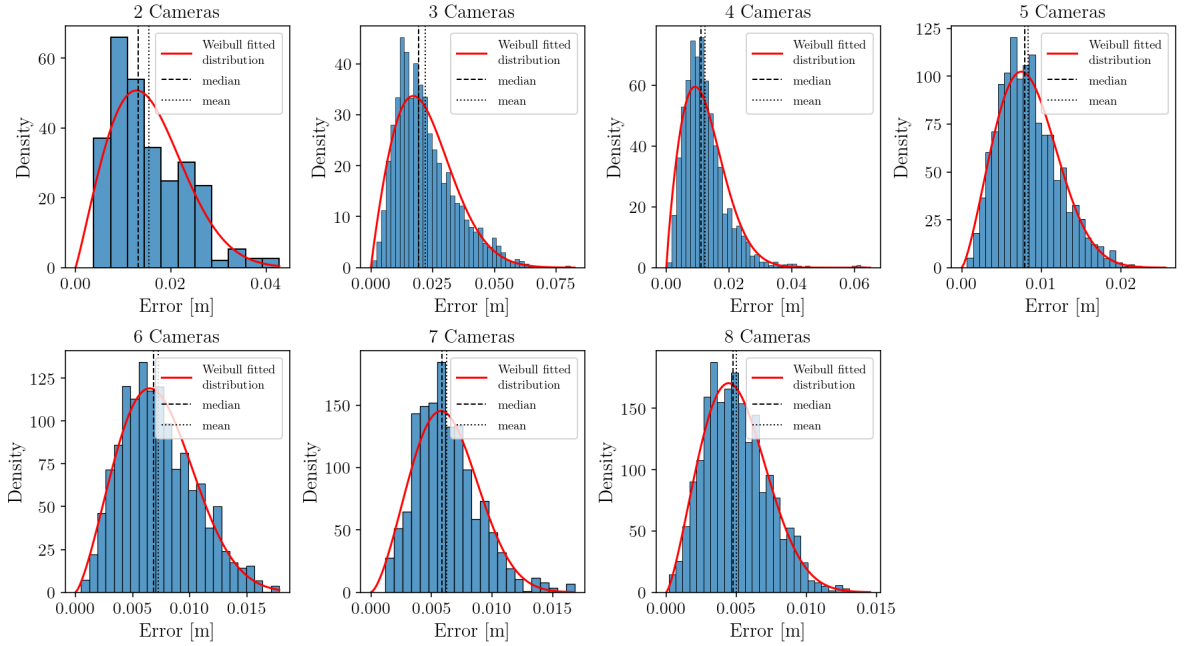 2 Cameras
Density
60
40
20
0
0.00
0.02
0.04
Error [m]
Weibull fitted
distribution
median
mean
3 Cameras
Density
40
30
20
10
0
0.000
0.025
0.050
0.075
Error [m]
Weibull fitted
distribution
median
mean
4 Cameras
Density
80
60
40
20
0
0.00
0.02
0.04
0.06
Error [m]
Weibull fitted
distribution
median
mean
5 Cameras
Density
125
100
75
50
25
0
0.00
0.01
0.02
Error [m]
Weibull fitted
distribution
median
mean
6 Cameras
Density
125
100
75
50
25
0
0.000
0.005
0.010
0.015
Error [m]
Weibull fitted
distribution
median
mean
7 Cameras
Density
150
100
50
0
0.000
0.005
0.010
0.015
Error [m]
Weibull fitted
distribution
median
mean
8 Cameras
Density
150
100
50
0
0.000
0.005
0.010
0.015
Error [m]
Weibull fitted
distribution
median
mean